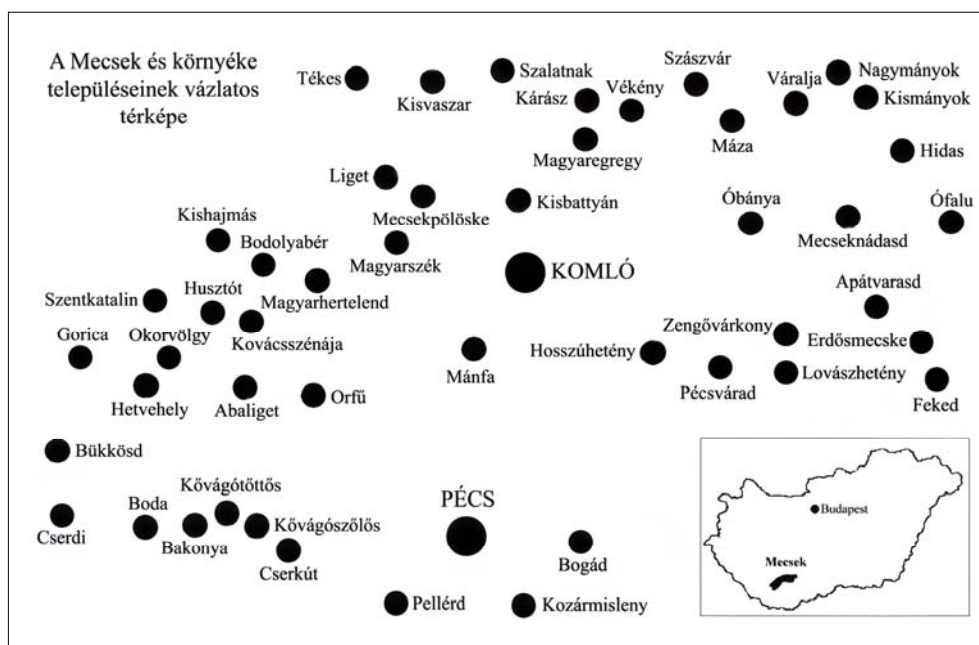 A Mecsek és környéke
településeinek vázlatos
térképe
Tékes
Kisvaszar
Szalatnak
Kárász
Vékény
Szászvár
Váralja
Nagymányok
Kismányok
Máza
Magyaregregy
Hidas
Liget
Mecsekpölöske
Kisbattyán
Óbánya
Mecseknádasd
Ófalu
Kishajmás
Bodolyabér
Magyarszék
KOMLÓ
Szentkatalin
Husztót
Magyarhertelend
Apátvarasd
Gorica
Okorvölgy
Kovácsszénája
Mánfa
Hosszúhetény
Zengővárkony
Erdősmecske
Hetvehely
Abaliget
Orfű
Pécsvárad
Lovászhetény
Feked
Bükkösd
Cserdi
Boda
Bakonya
Kővágótöttős
Kővágószőlős
Cserkút
PÉCS
Bogád
Pellérd
Kozármisleny
Budapest
Mecsek